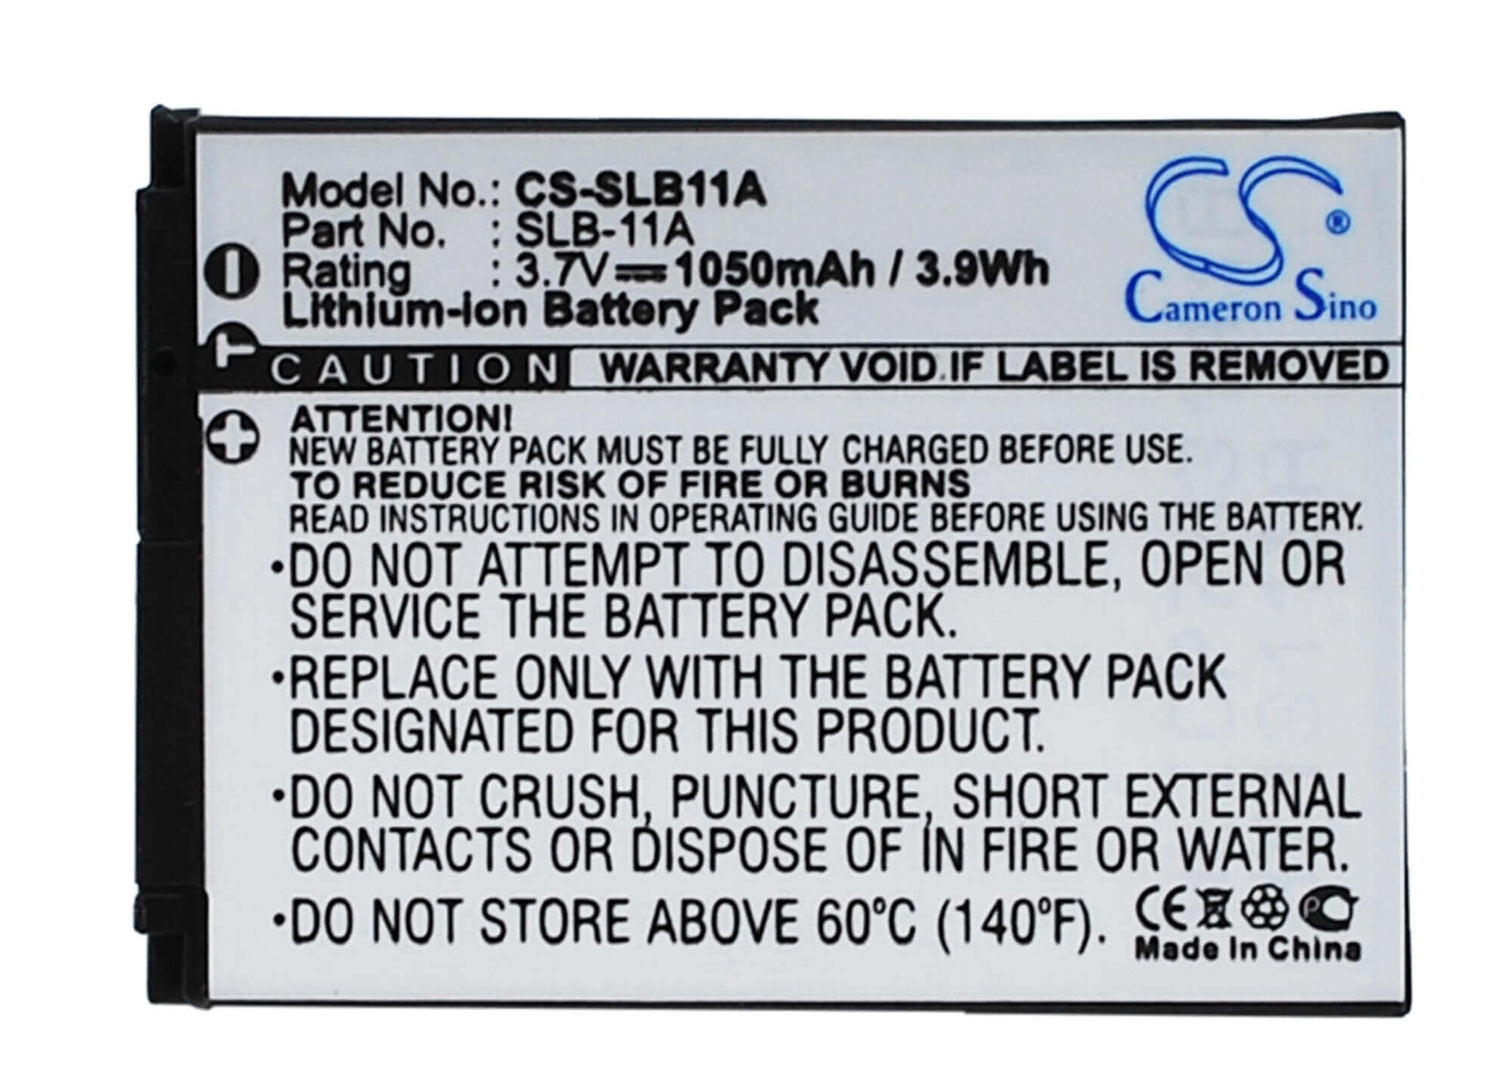 Model No.: CS-SLB11A
Part No. : SLB-11A
Rating : 3.7V 1050mAh / 3.9Wh
Lithium-Ion Battery Pack
CS ®
Cameron Sino
T
CAUTION WARRANTY VOID IF LABEL IS REMOVED
ATTENTION!
NEW BATTERY PACK MUST BE FULLY CHARGED BEFORE USE.
TO REDUCE RISK OF FIRE OR BURNS
READ INSTRUCTIONS IN OPERATING GUIDE BEFORE USING THE BATTERY.
•DO NOT ATTEMPT TO DISASSEMBLE, OPEN OR
SERVICE THE BATTERY PACK.
•REPLACE ONLY WITH THE BATTERY PACK
DESIGNATED FOR THIS PRODUCT.
•DO NOT CRUSH, PUNCTURE, SHORT EXTERNAL
CONTACTS OR DISPOSE OF IN FIRE OR WATER.
•DO NOT STORE ABOVE 60°C (140°F).
CE
Made In China